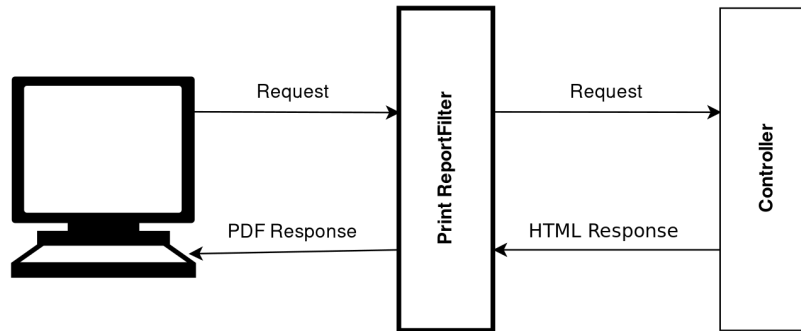 Request
Print ReportFilter
Request
Controller
PDF Response
HTML Response